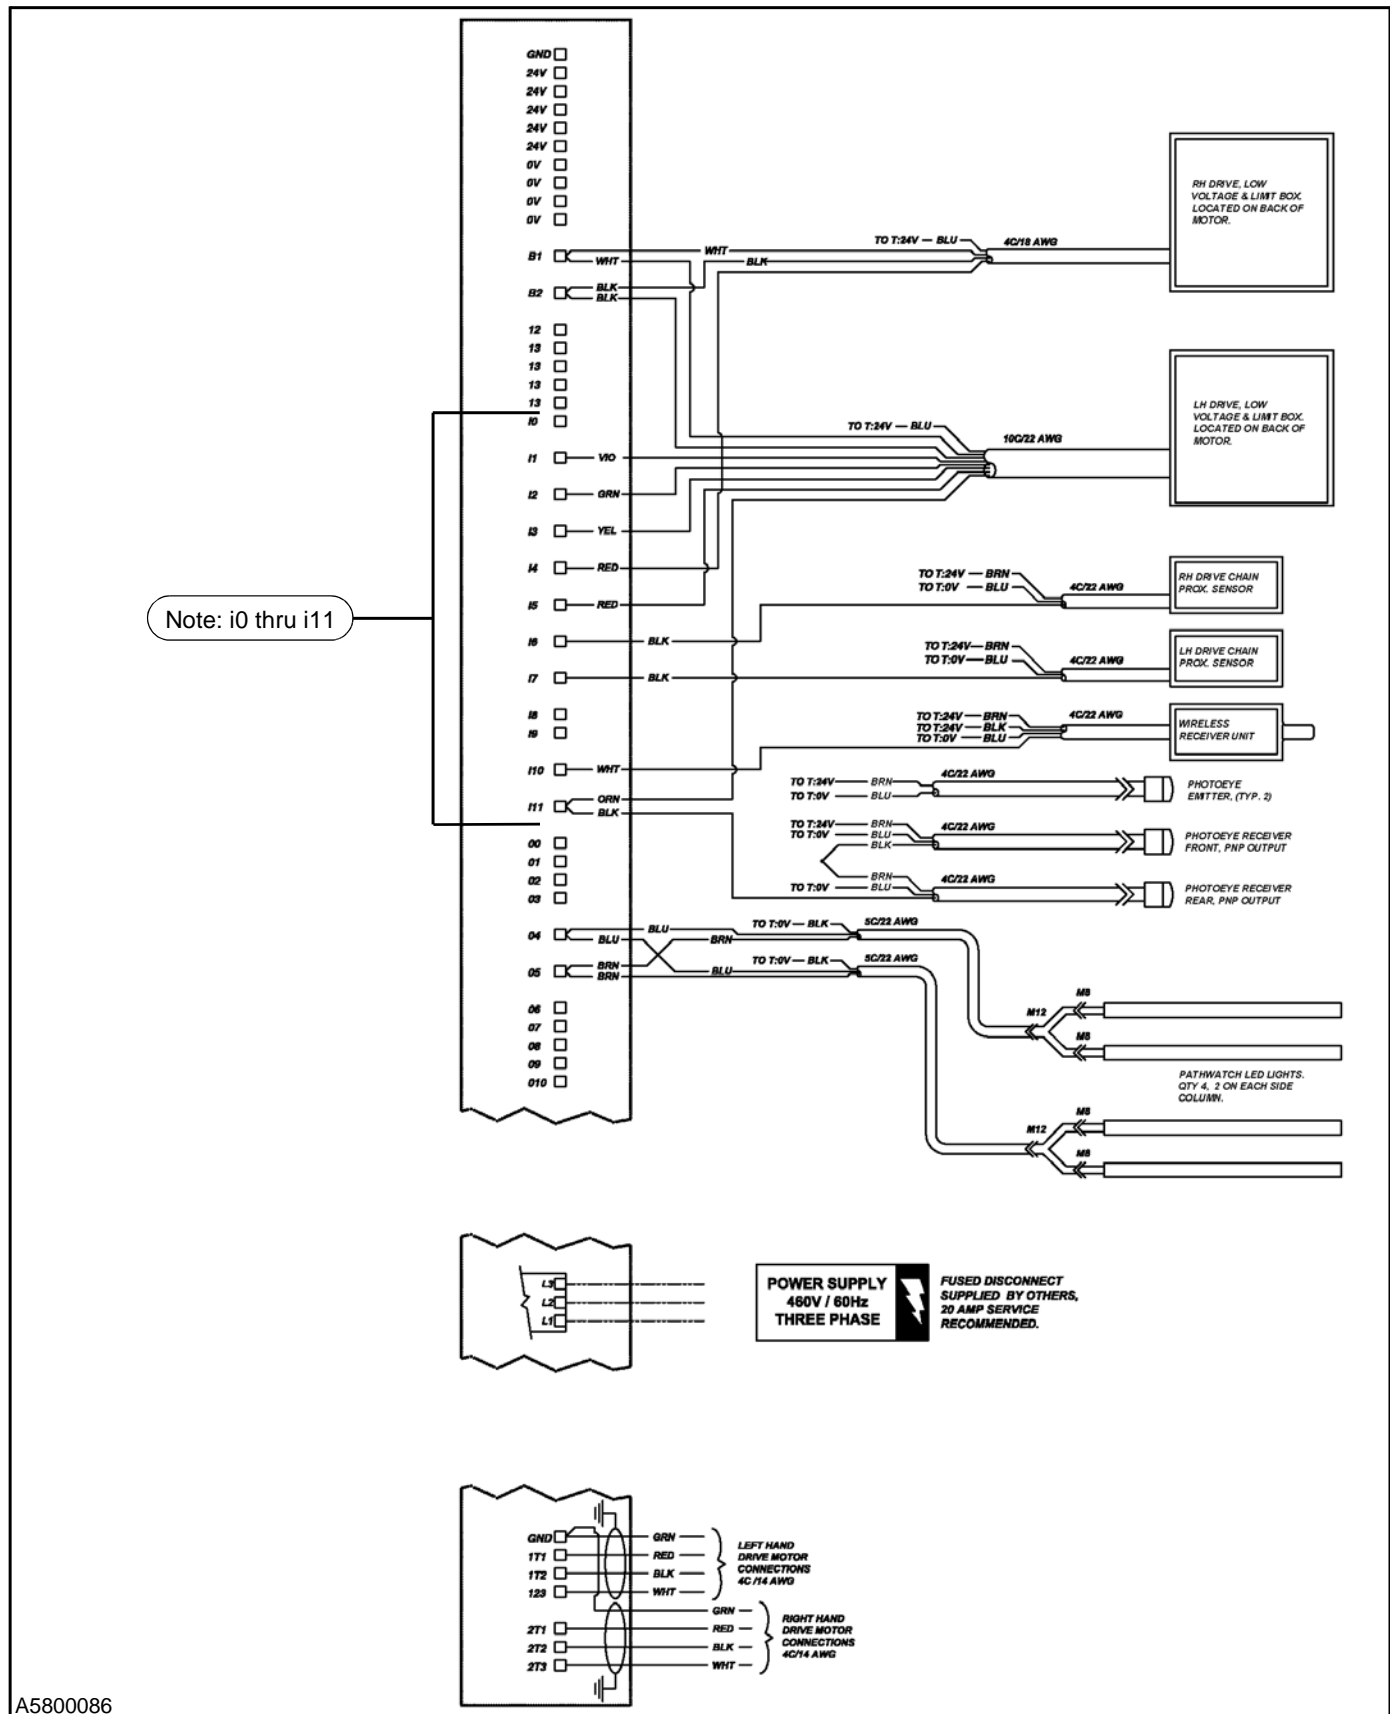 GND
24V
24V
24V
24V
24V
0V
0V
0V
0V
B1
WHT
WHT
B2
BLK
BLK
BLK
TO T:24V — BLU
4C/18 AWG
RH DRIVE, LOW
VOLTAGE & LIMIT BOX.
LOCATED ON BACK OF
MOTOR.
12
13
13
13
13
I0
I1
VIO
I2
GRN
I3
YEL
I4
RED
I5
RED
I6
BLK
I7
BLK
I8
I9
I10
WHT
I11
ORN
BLK
Note: i0 thru i11
TO T:24V — BLU
10C/22 AWG
LH DRIVE, LOW
VOLTAGE & LIMIT BOX.
LOCATED ON BACK OF
MOTOR.
TO T:24V — BRN
TO T:0V — BLU
4C/22 AWG
RH DRIVE CHAIN
PROX. SENSOR
TO T:24V — BRN
TO T:0V — BLU
4C/22 AWG
LH DRIVE CHAIN
PROX. SENSOR
TO T:24V — BRN
TO T:24V — BLK
TO T:0V — BLU
4C/22 AWG
WIRELESS
RECEIVER UNIT
TO T:24V — BRN
TO T:0V — BLU
4C/22 AWG
PHOTOEYE
EMITTER, (TYP. 2)
TO T:24V — BRN
TO T:0V — BLU
BLK
4C/22 AWG
PHOTOEYE RECEIVER
FRONT, PNP OUTPUT
BRN
TO T:0V — BLU
4C/22 AWG
PHOTOEYE RECEIVER
REAR, PNP OUTPUT
00
01
02
03
04
BLU
BLU
05
BRN
BRN
BRN
BLU
TO T:0V — BLK
5C/22 AWG
TO T:0V — BLK
5C/22 AWG
06
07
08
09
010
M12
M8
M8
PATHWATCH LED LIGHTS.
QTY 4, 2 ON EACH SIDE
COLUMN.
M12
M8
M8
L3
L2
L1
POWER SUPPLY
460V / 60Hz
THREE PHASE
FUSED DISCONNECT
SUPPLIED BY OTHERS,
20 AMP SERVICE
RECOMMENDED.
GND
GRN
1T1
RED
1T2
BLK
123
WHT
LEFT HAND
DRIVE MOTOR
CONNECTIONS
4C /14 AWG
GRN
2T1
RED
2T2
BLK
2T3
WHT
RIGHT HAND
DRIVE MOTOR
CONNECTIONS
4C/14 AWG
A5800086